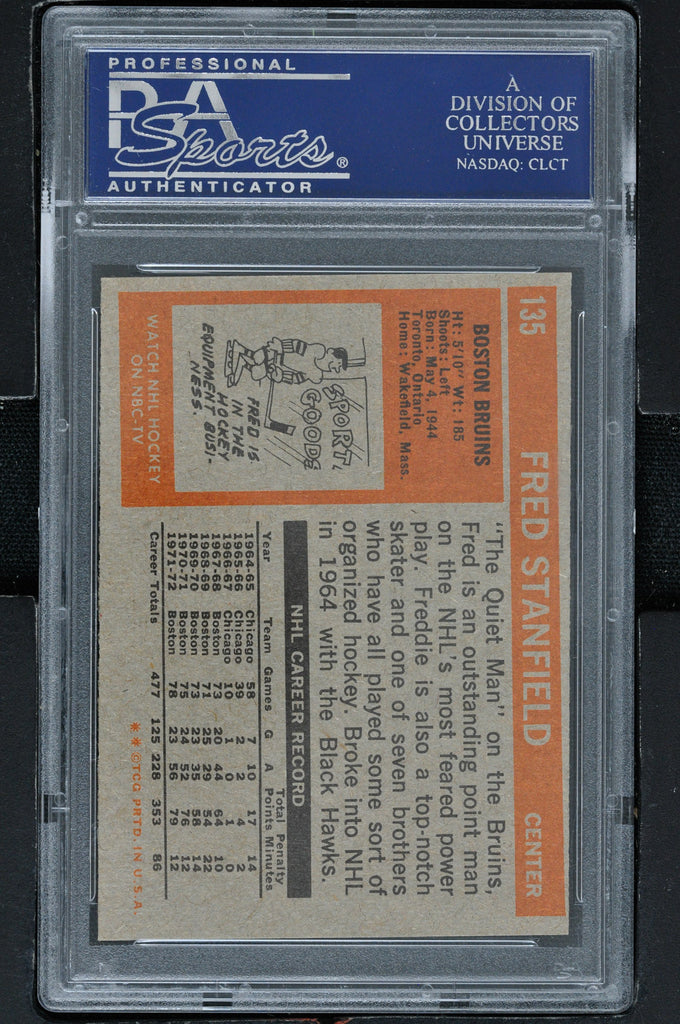 PROFESSIONAL
PSA
Sports®
AUTHENTICATOR
A
DIVISION OF
COLLECTORS
UNIVERSE
NASDAQ: CLCT
135 FRED STANFIELD CENTER
BOSTON BRUINS
Ht: 5'10" Wt: 185
Shoots: Left
Born: May 4, 1944
Toronto, Ontario
Home: Wakefield, Mass.
SPORT.
GOODS
FRED IS
IN THE
HOCKEY
EQUIPMENT BUSI-
NESS.
WATCH NHL HOCKEY
ON NBC-TV
"The Quiet Man" on the Bruins,
Fred is an outstanding point man
on the NHL's most feared power
play. Freddie is also a top-notch
skater and one of seven brothers
who have all played some sort of
organized hockey. Broke into NHL
in 1964 with the Black Hawks.
NHL CAREER RECORD
Total Penalty
Year Team Games G A Points Minutes
1964-65 Chicago 58 7 10 17 14
1965-66 Chicago 39 2 2 4 2
1966-67 Chicago 10 1 0 1 0
1967-68 Boston 73 20 44 64 10
1968-69 Boston 71 25 29 54 22
1969-70 Boston 73 23 35 58 14
1970-71 Boston 75 24 52 76 12
1971-72 Boston 78 23 56 79 12
Career Totals 477 125 228 353 86
** ©TCG PRTD. IN U.S.A.